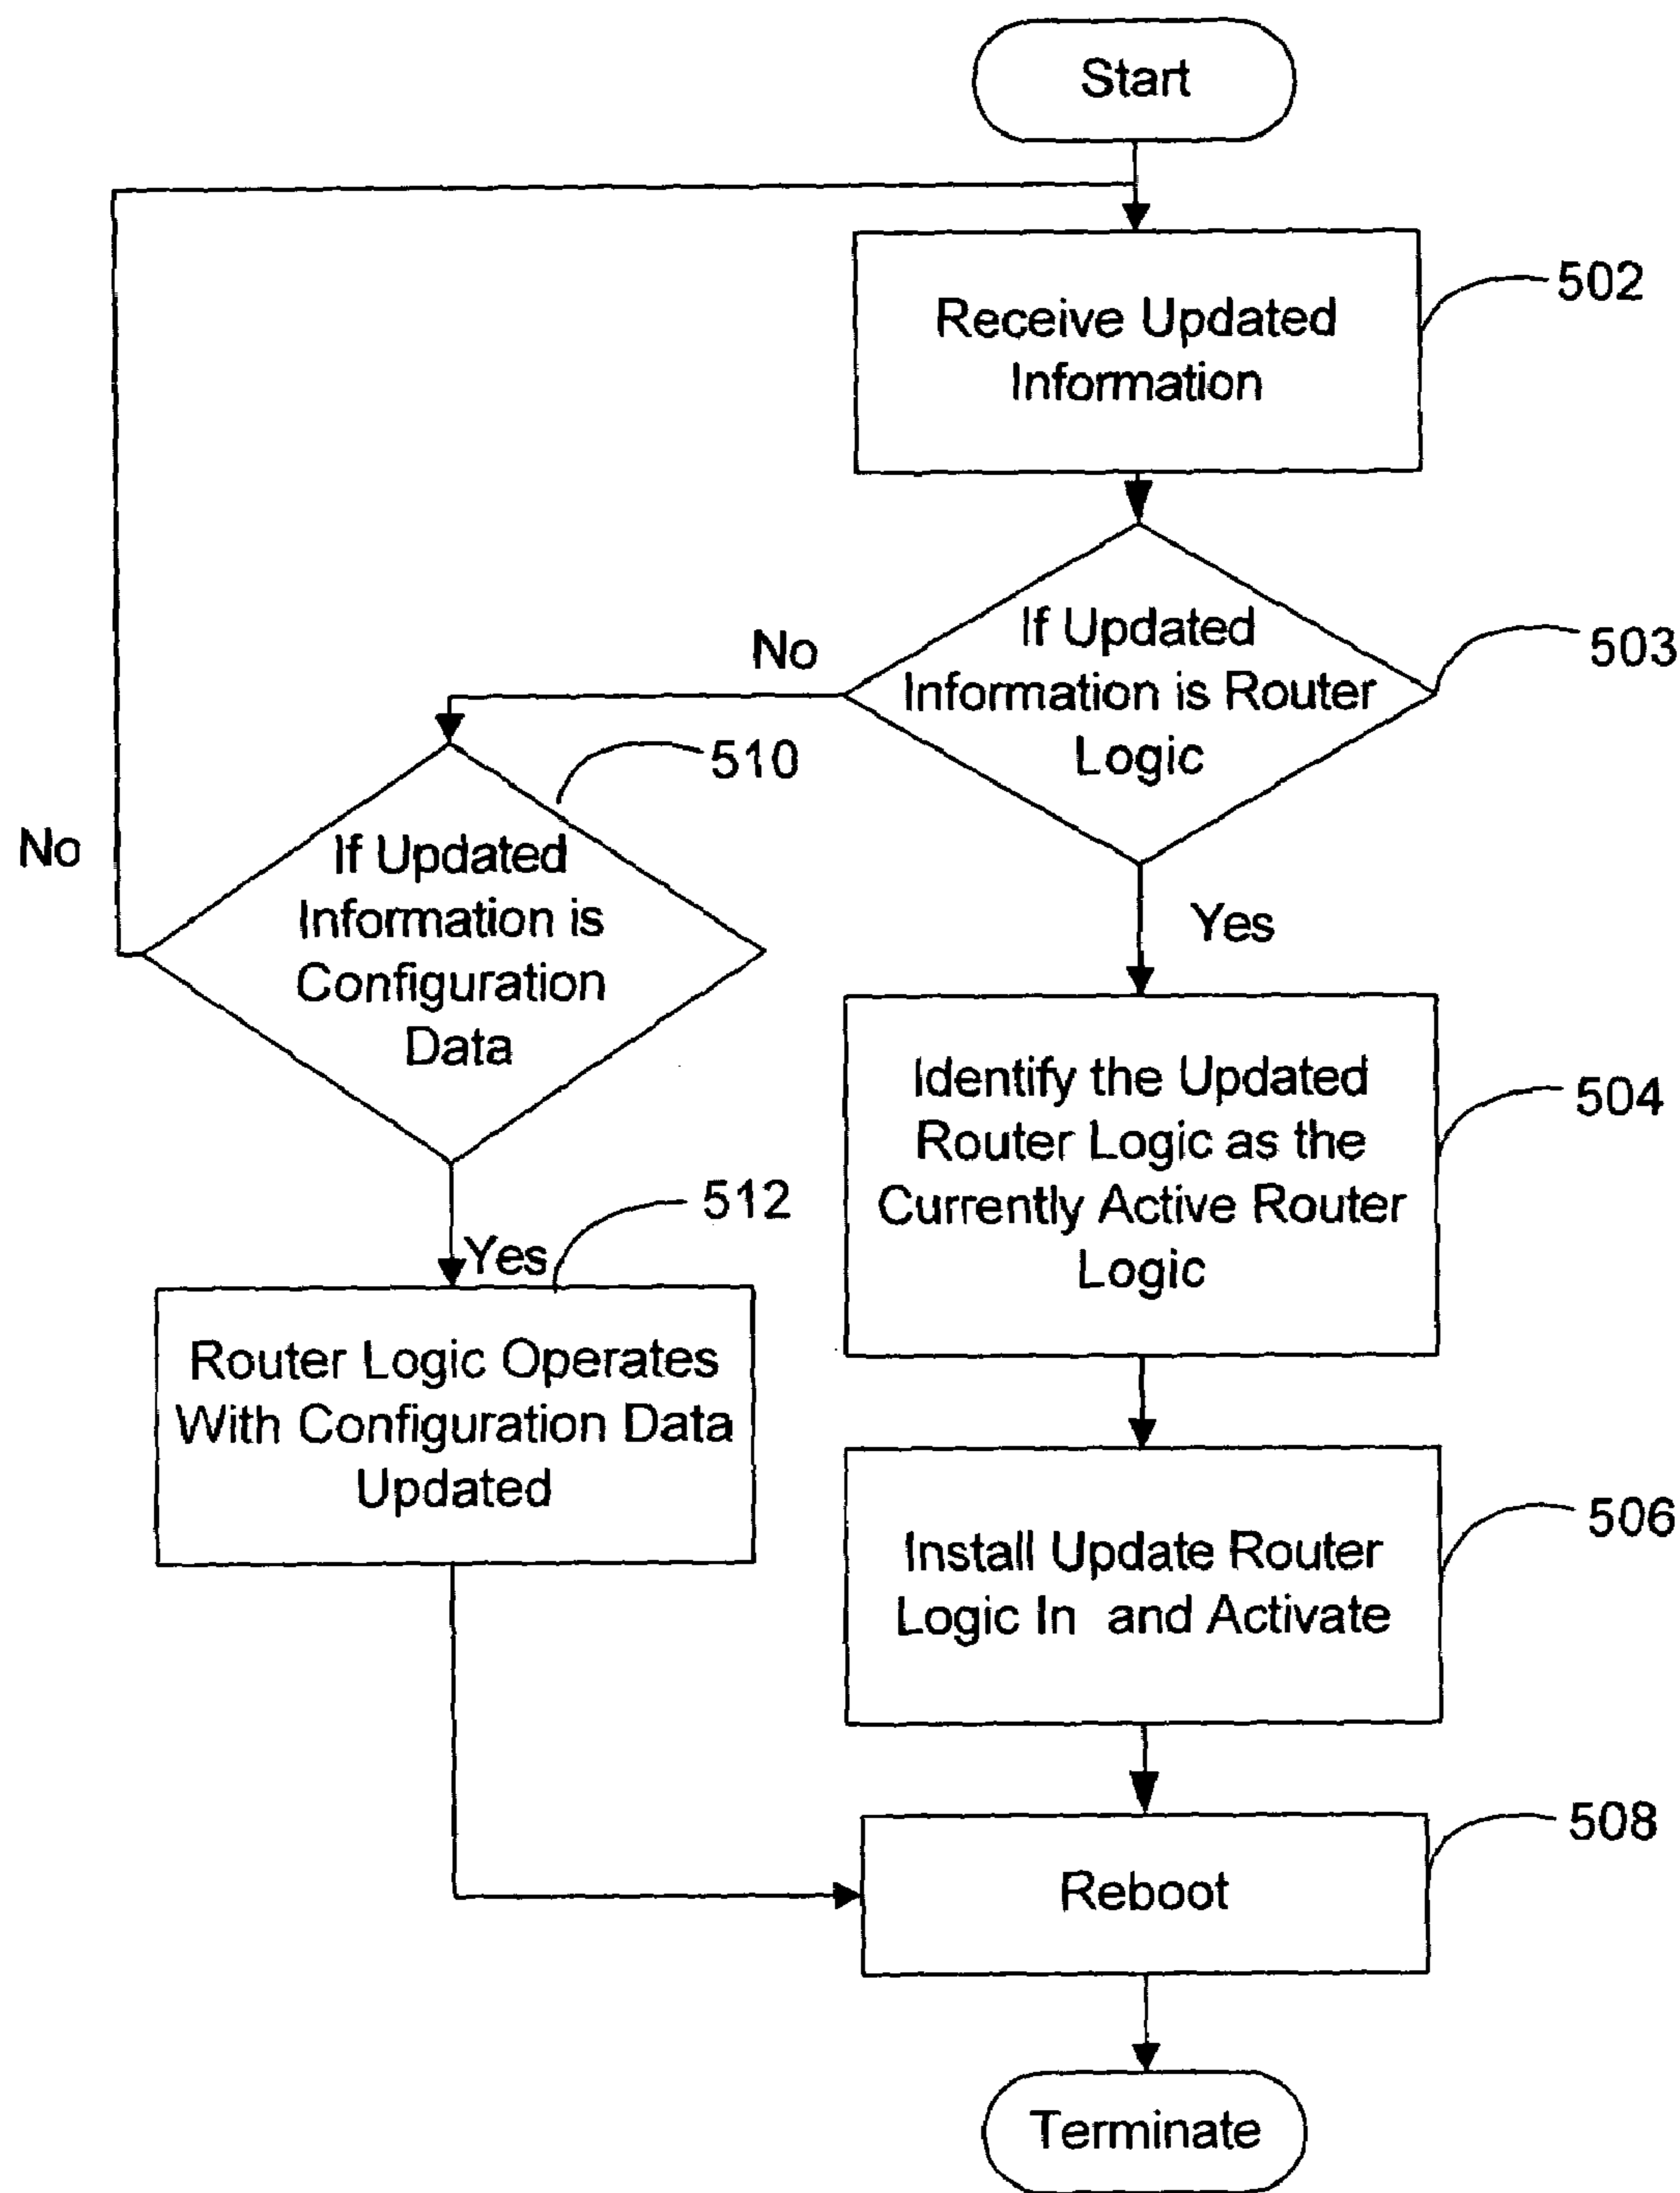 Start
Receive Updated
Information
502
If Updated
Information is Router
Logic
503
No
Yes
If Updated
Information is
Configuration
Data
510
No
Yes
Identify the Updated
Router Logic as the
Currently Active Router
Logic
504
Router Logic Operates
With Configuration Data
Updated
512
Install Update Router
Logic In and Activate
506
Reboot
508
Terminate